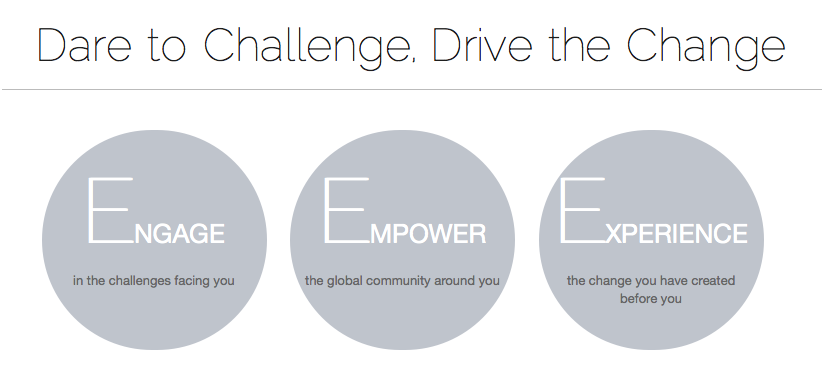 Dare to Challenge, Drive the Change
ENGAGE
in the challenges facing you
EMPOWER
the global community around you
EXPERIENCE
the change you have created
before you